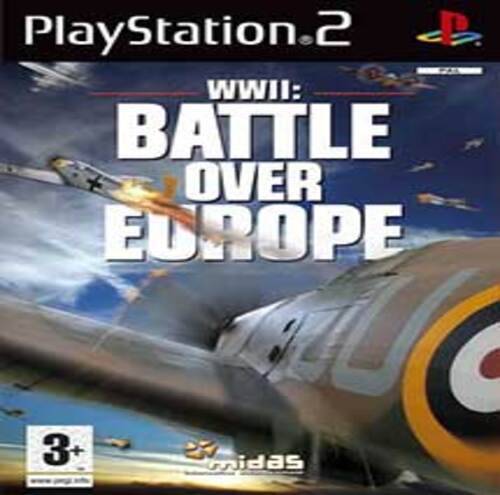 PlayStation®2
PAL
WWII:
BATTLE
OVER
EUROPE
3+
www.pegi.info
midas